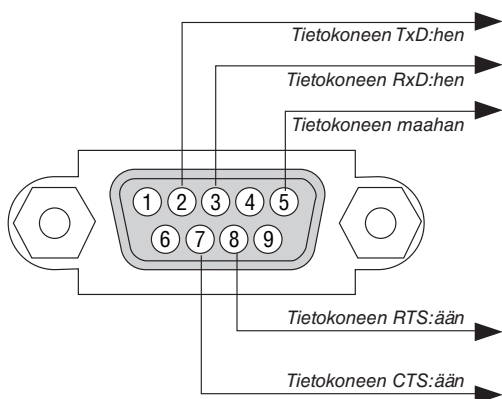 Tietokoneen TxD:hen
Tietokoneen RxD:hen
Tietokoneen maahan
1 2 3 4 5
6 7 8 9
Tietokoneen RTS:ään
Tietokoneen CTS:ään